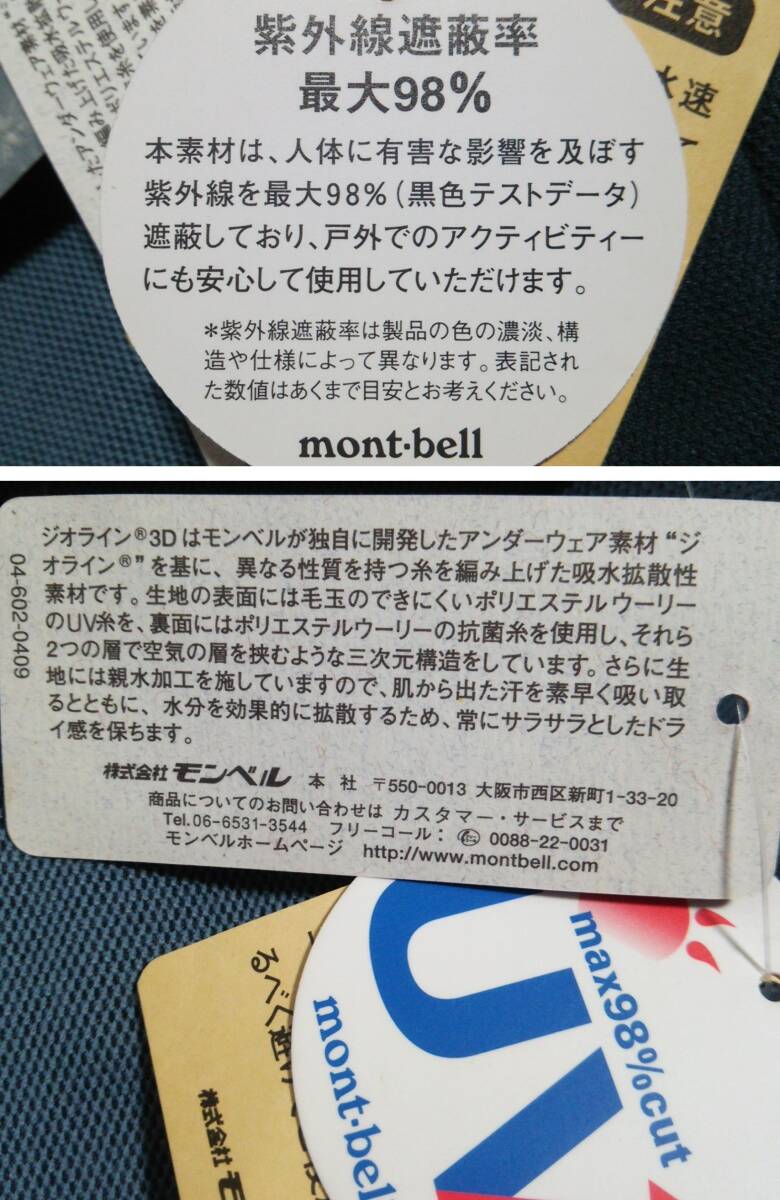 紫外線遮蔽率
最大98%
本素材は、人体に有害な影響を及ぼす
紫外線を最大98%(黒色テストデータ)
遮蔽しており、戸外でのアクティビティー
にも安心して使用していただけます。
*紫外線遮蔽率は製品の色の濃淡、構
造や仕様によって異なります。表記され
た数値はあくまで目安とお考えください。
mont-bell
注意
水速
ジオライン®3Dはモンベルが独自に開発したアンダーウェア素材“ジ
オライン®”を基に、異なる性質を持つ糸を編み上げた吸水拡散性
素材です。生地の表面には毛玉のできにくいポリエステルウーリー
のUV糸を、裏面にはポリエステルウーリーの抗菌糸を使用し、それら
2つの層で空気の層を挟むような三次元構造をしています。さらに生
地には親水加工を施していますので、肌から出た汗を素早く吸い取
るとともに、水分を効果的に拡散するため、常にサラサラとしたドラ
イ感を保ちます。
04-602-0409
株式会社 モンベル 本社 〒550-0013 大阪市西区新町1-33-20
商品についてのお問い合わせは カスタマー・サービスまで
Tel.06-6531-3544 フリーコール: 0088-22-0031
モンベルホームページ http://www.montbell.com
max98%cut
UV
mont-bell
るべく
株式会社 モ